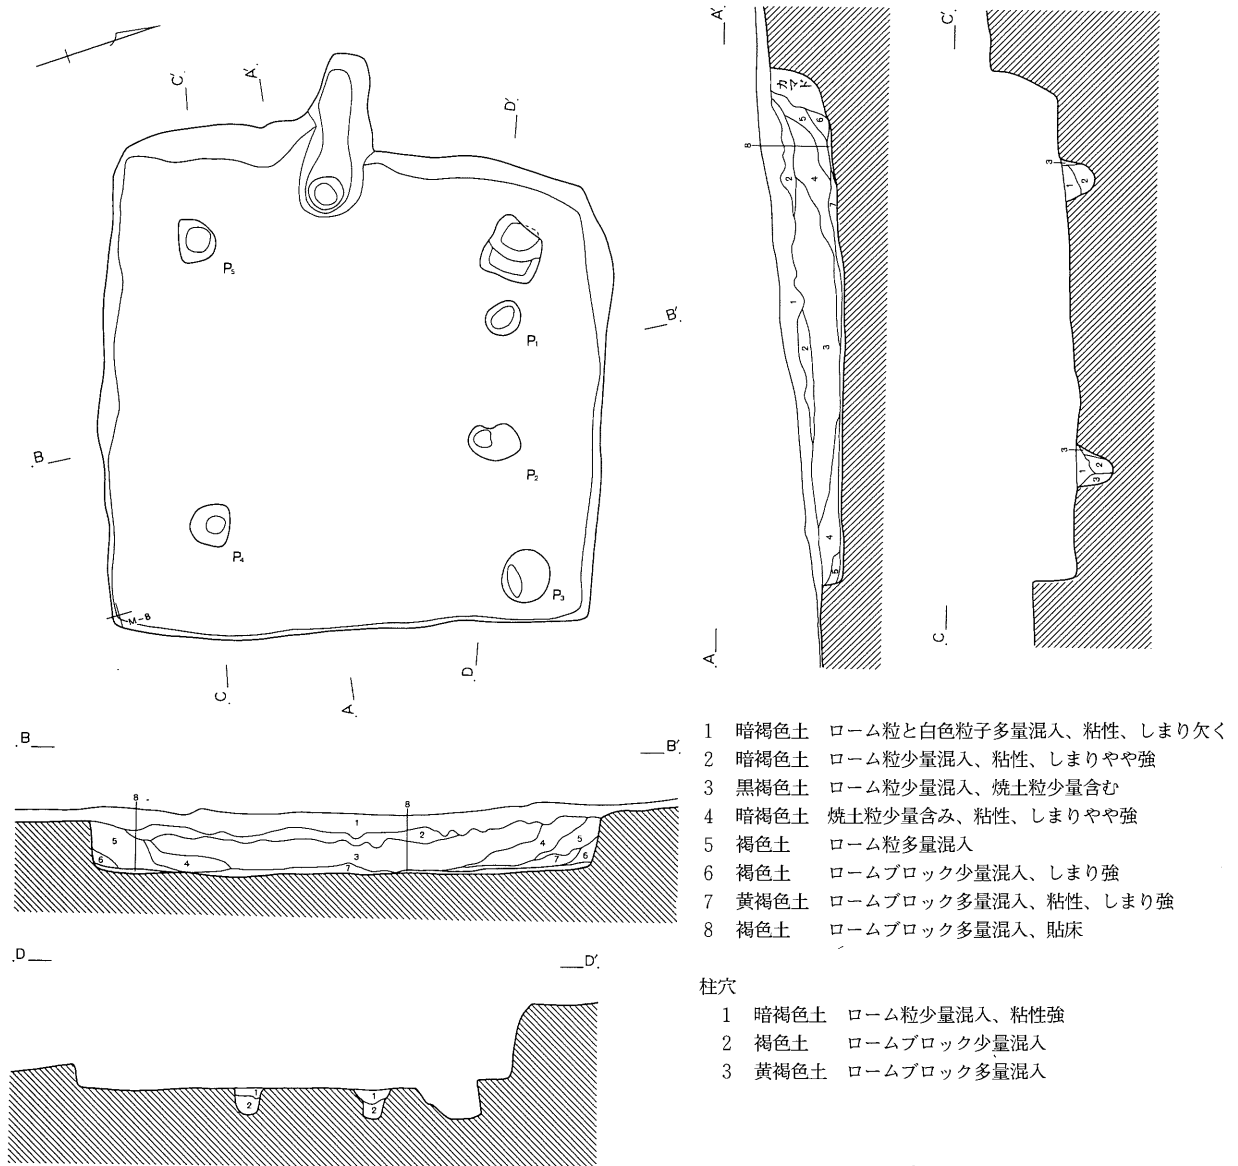 C'.
A'.
D'.
P5
P1
B'.
B
P2
P4
P3
M-8
C
A
D
A'.
カマド
5
6
8
2
4
7
1
2
3
4
5
A
C'.
3
1
2
3
1
2
3
C
B
B'
8
8
1
2
5
6
4
3
7
4
7
5
6
D
D'
1
2
1
2
1 暗褐色土 ローム粒と白色粒子多量混入、粘性、しまり欠く
2 暗褐色土 ローム粒少量混入、粘性、しまりやや強
3 黒褐色土 ローム粒少量混入、焼土粒少量含む
4 暗褐色土 焼土粒少量含み、粘性、しまりやや強
5 褐色土 ローム粒多量混入
6 褐色土 ロームブロック少量混入、しまり強
7 黄褐色土 ロームブロック多量混入、粘性、しまり強
8 褐色土 ロームブロック多量混入、貼床
柱穴
1 暗褐色土 ローム粒少量混入、粘性強
2 褐色土 ロームブロック少量混入
3 黄褐色土 ロームブロック多量混入